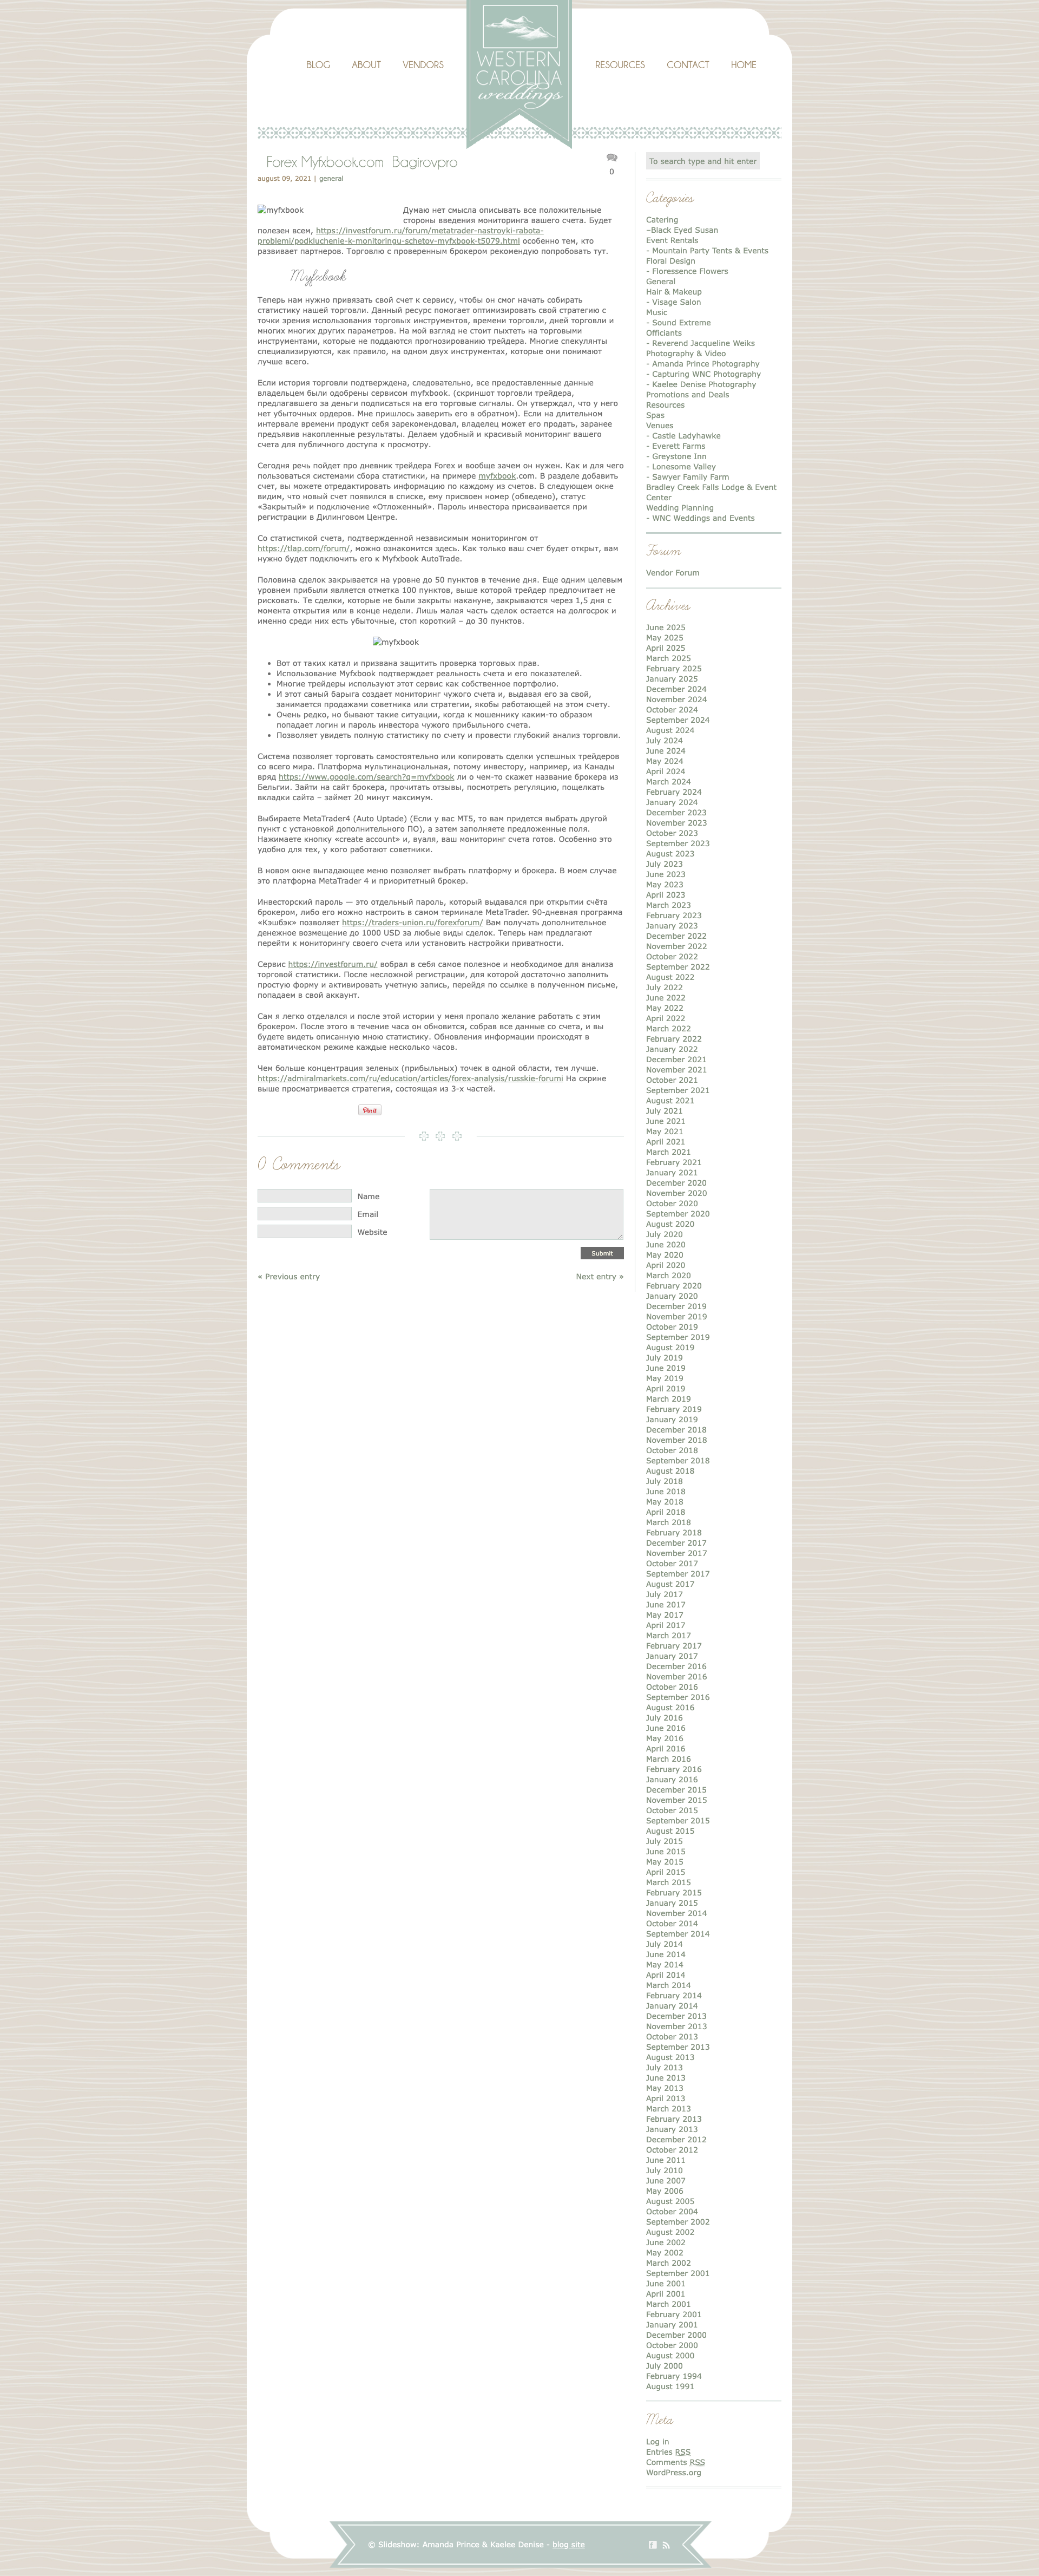 BLOG
ABOUT
VENDORS
WESTERN
CAROLINA
weddings
RESOURCES
CONTACT
HOME
Forex Myfxbook.com Bagirovpro
august 09, 2021 | general
0
myfxbook
Думаю нет смысла описывать все положительные
стороны введения мониторинга вашего счета. Будет
полезен всем, https://investforum.ru/forum/metatrader-nastroyki-rabota-
problemi/podkluchenie-k-monitoringu-schetov-myfxbook-t5079.html особенно тем, кто
развивает партнеров. Торговлю с проверенным брокером рекомендую попробовать тут.
Myfxbook
Теперь нам нужно привязать свой счет к сервису, чтобы он смог начать собирать
статистику нашей торговли. Данный ресурс помогает оптимизировать свой стратегию с
точки зрения использования торговых инструментов, времени торговли, дней торговли и
многих многих других параметров. На мой взгляд не стоит пыхтеть на торговыми
инструментами, которые не поддаются прогнозированию трейдера. Многие спекулянты
специализируются, как правило, на одном двух инструментах, которые они понимают
лучше всего.
Если история торговли подтверждена, следовательно, все предоставленные данные
владельцем были одобрены сервисом myfxbook. (скриншот торговли трейдера,
предлагавшего за деньги подписаться на его торговые сигналы. Он утверждал, что у него
нет убыточных ордеров. Мне пришлось заверить его в обратном). Если на длительном
интервале времени продукт себя зарекомендовал, владелец может его продать, заранее
предъявив накопленные результаты. Делаем удобный и красивый мониторинг вашего
счета для публичного доступа к просмотру.
Сегодня речь пойдет про дневник трейдера Forex и вообще зачем он нужен. Как и для чего
пользоваться системами сбора статистики, на примере myfxbook.com. В разделе добавить
счет, вы можете отредактировать информацию по каждому из счетов. В следующем окне
видим, что новый счет появился в списке, ему присвоен номер (обведено), статус
«Закрытый» и подключение «Отложенный». Пароль инвестора присваивается при
регистрации в Дилинговом Центре.
Со статистикой счета, подтвержденной независимым мониторингом от
https://tlap.com/forum/, можно ознакомится здесь. Как только ваш счет будет открыт, вам
нужно будет подключить его к Myfxbook AutoTrade.
Половина сделок закрывается на уровне до 50 пунктов в течение дня. Еще одним целевым
уровнем прибыли является отметка 100 пунктов, выше которой трейдер предпочитает не
рисковать. Те сделки, которые не были закрыты накануне, закрываются через 1,5 дня с
момента открытия или в конце недели. Лишь малая часть сделок остается на долгосрок и
именно среди них есть убыточные, стоп короткий – до 30 пунктов.
myfxbook
Вот от таких катал и призвана защитить проверка торговых прав.
Использование Myfxbook подтверждает реальность счета и его показателей.
Многие трейдеры используют этот сервис как собственное портфолио.
И этот самый барыга создает мониторинг чужого счета и, выдавая его за свой,
занимается продажами советника или стратегии, якобы работающей на этом счету.
Очень редко, но бывают такие ситуации, когда к мошеннику каким-то образом
попадает логин и пароль инвестора чужого прибыльного счета.
Позволяет увидеть полную статистику по счету и провести глубокий анализ торговли.
Система позволяет торговать самостоятельно или копировать сделки успешных трейдеров
со всего мира. Платформа мультинациональная, потому инвестору, например, из Канады
вряд https://www.google.com/search?q=myfxbook ли о чем-то скажет название брокера из
Бельгии. Зайти на сайт брокера, прочитать отзывы, посмотреть регуляцию, пощелкать
вкладки сайта – займет 20 минут максимум.
Выбираете MetaTrader4 (Auto Uptade) (Если у вас МТ5, то вам придется выбрать другой
пункт с установкой дополнительного ПО), а затем заполняете предложенные поля.
Нажимаете кнопку «create account» и, вуаля, ваш мониторинг счета готов. Особенно это
удобно для тех, у кого работают советники.
В новом окне выпадающее меню позволяет выбрать платформу и брокера. В моем случае
это платформа MetaTrader 4 и приоритетный брокер.
Инвесторский пароль — это отдельный пароль, который выдавался при открытии счёта
брокером, либо его можно настроить в самом терминале MetaTrader. 90-дневная программа
«Кэшбэк» позволяет https://traders-union.ru/forexforum/ Вам получать дополнительное
денежное возмещение до 1000 USD за любые виды сделок. Теперь нам предлагают
перейти к мониторингу своего счета или установить настройки приватности.
Сервис https://investforum.ru/ вобрал в себя самое полезное и необходимое для анализа
торговой статистики. После несложной регистрации, для которой достаточно заполнить
простую форму и активировать учетную запись, перейдя по ссылке в полученном письме,
попадаем в свой аккаунт.
Сам я легко отделался и после этой истории у меня пропало желание работать с этим
брокером. После этого в течение часа он обновится, собрав все данные со счета, и вы
будете видеть описанную мною статистику. Обновления информации происходят в
автоматическом режиме каждые несколько часов.
Чем больше концентрация зеленых (прибыльных) точек в одной области, тем лучше.
https://admiralmarkets.com/ru/education/articles/forex-analysis/russkie-forumi На скрине
выше просматривается стратегия, состоящая из 3-х частей.
Pin it
0 Comments
Name
Email
Website
Submit
« Previous entry
Next entry »
To search type and hit enter
Categories
Catering
~Black Eyed Susan
Event Rentals
- Mountain Party Tents & Events
Floral Design
- Floressence Flowers
General
Hair & Makeup
- Visage Salon
Music
- Sound Extreme
Officiants
- Reverend Jacqueline Weiks
Photography & Video
- Amanda Prince Photography
- Capturing WNC Photography
- Kaelee Denise Photography
Promotions and Deals
Resources
Spas
Venues
- Castle Ladyhawke
- Everett Farms
- Greystone Inn
- Lonesome Valley
- Sawyer Family Farm
Bradley Creek Falls Lodge & Event
Center
Wedding Planning
- WNC Weddings and Events
Forum
Vendor Forum
Archives
June 2025
May 2025
April 2025
March 2025
February 2025
January 2025
December 2024
November 2024
October 2024
September 2024
August 2024
July 2024
June 2024
May 2024
April 2024
March 2024
February 2024
January 2024
December 2023
November 2023
October 2023
September 2023
August 2023
July 2023
June 2023
May 2023
April 2023
March 2023
February 2023
January 2023
December 2022
November 2022
October 2022
September 2022
August 2022
July 2022
June 2022
May 2022
April 2022
March 2022
February 2022
January 2022
December 2021
November 2021
October 2021
September 2021
August 2021
July 2021
June 2021
May 2021
April 2021
March 2021
February 2021
January 2021
December 2020
November 2020
October 2020
September 2020
August 2020
July 2020
June 2020
May 2020
April 2020
March 2020
February 2020
January 2020
December 2019
November 2019
October 2019
September 2019
August 2019
July 2019
June 2019
May 2019
April 2019
March 2019
February 2019
January 2019
December 2018
November 2018
October 2018
September 2018
August 2018
July 2018
June 2018
May 2018
April 2018
March 2018
February 2018
December 2017
November 2017
October 2017
September 2017
August 2017
July 2017
June 2017
May 2017
April 2017
March 2017
February 2017
January 2017
December 2016
November 2016
October 2016
September 2016
August 2016
July 2016
June 2016
May 2016
April 2016
March 2016
February 2016
January 2016
December 2015
November 2015
October 2015
September 2015
August 2015
July 2015
June 2015
May 2015
April 2015
March 2015
February 2015
January 2015
November 2014
October 2014
September 2014
July 2014
June 2014
May 2014
April 2014
March 2014
February 2014
January 2014
December 2013
November 2013
October 2013
September 2013
August 2013
July 2013
June 2013
May 2013
April 2013
March 2013
February 2013
January 2013
December 2012
October 2012
June 2011
July 2010
June 2007
May 2006
August 2005
October 2004
September 2002
August 2002
June 2002
May 2002
March 2002
September 2001
June 2001
April 2001
March 2001
February 2001
January 2001
December 2000
October 2000
August 2000
July 2000
February 1994
August 1991
Meta
Log in
Entries RSS
Comments RSS
WordPress.org
© Slideshow: Amanda Prince & Kaelee Denise - blog site